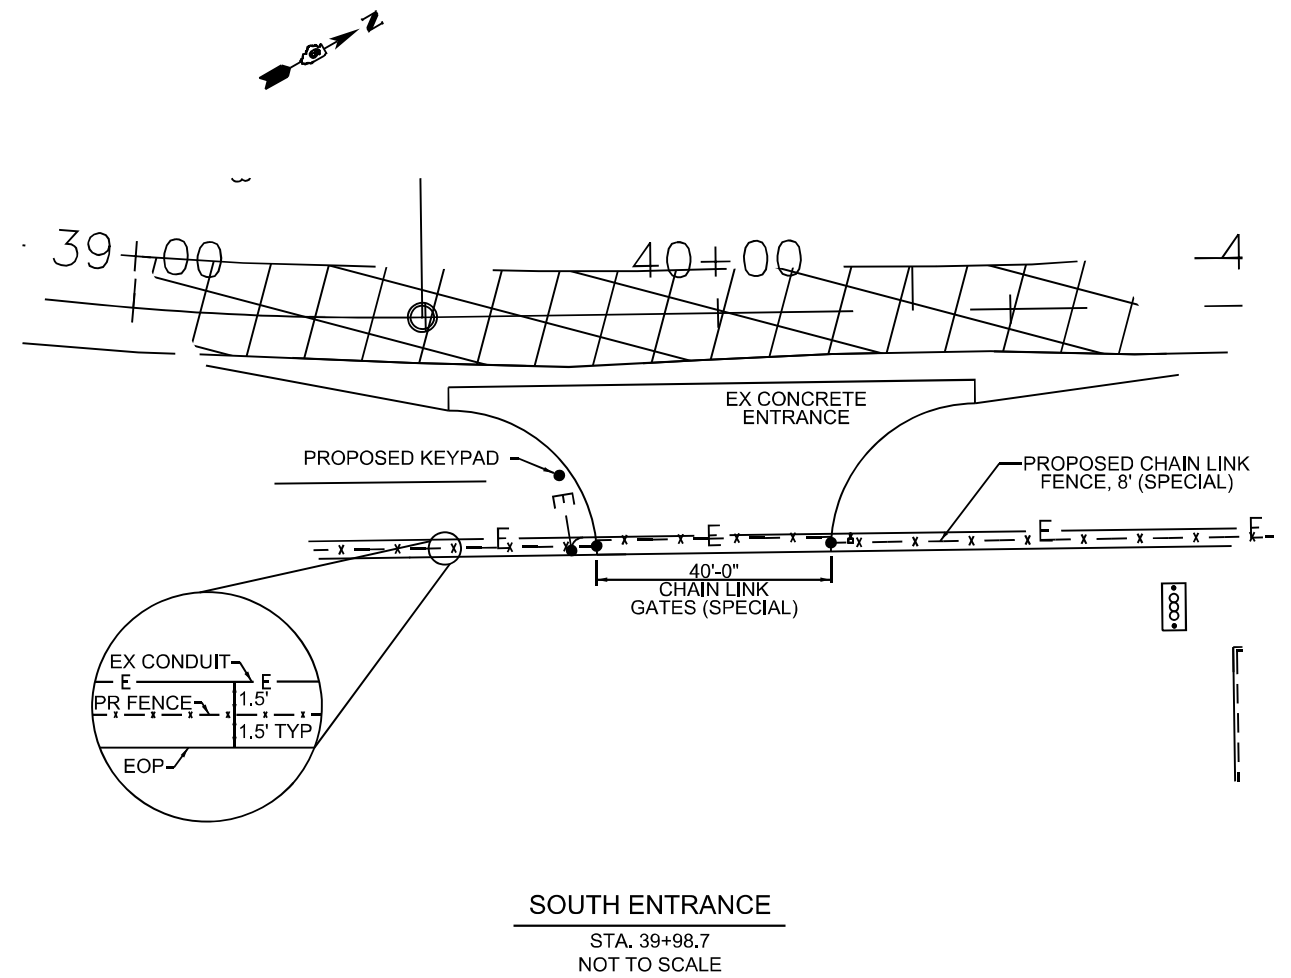 N
39+00
40+00
4
EX CONCRETE
ENTRANCE
PROPOSED KEYPAD
PROPOSED CHAIN LINK
FENCE, 8' (SPECIAL)
E
E
E
E
E
40'-0"
CHAIN LINK
GATES (SPECIAL)
EX CONDUIT
E E
1.5'
PR FENCE
1.5' TYP
EOP
SOUTH ENTRANCE
STA. 39+98.7
NOT TO SCALE